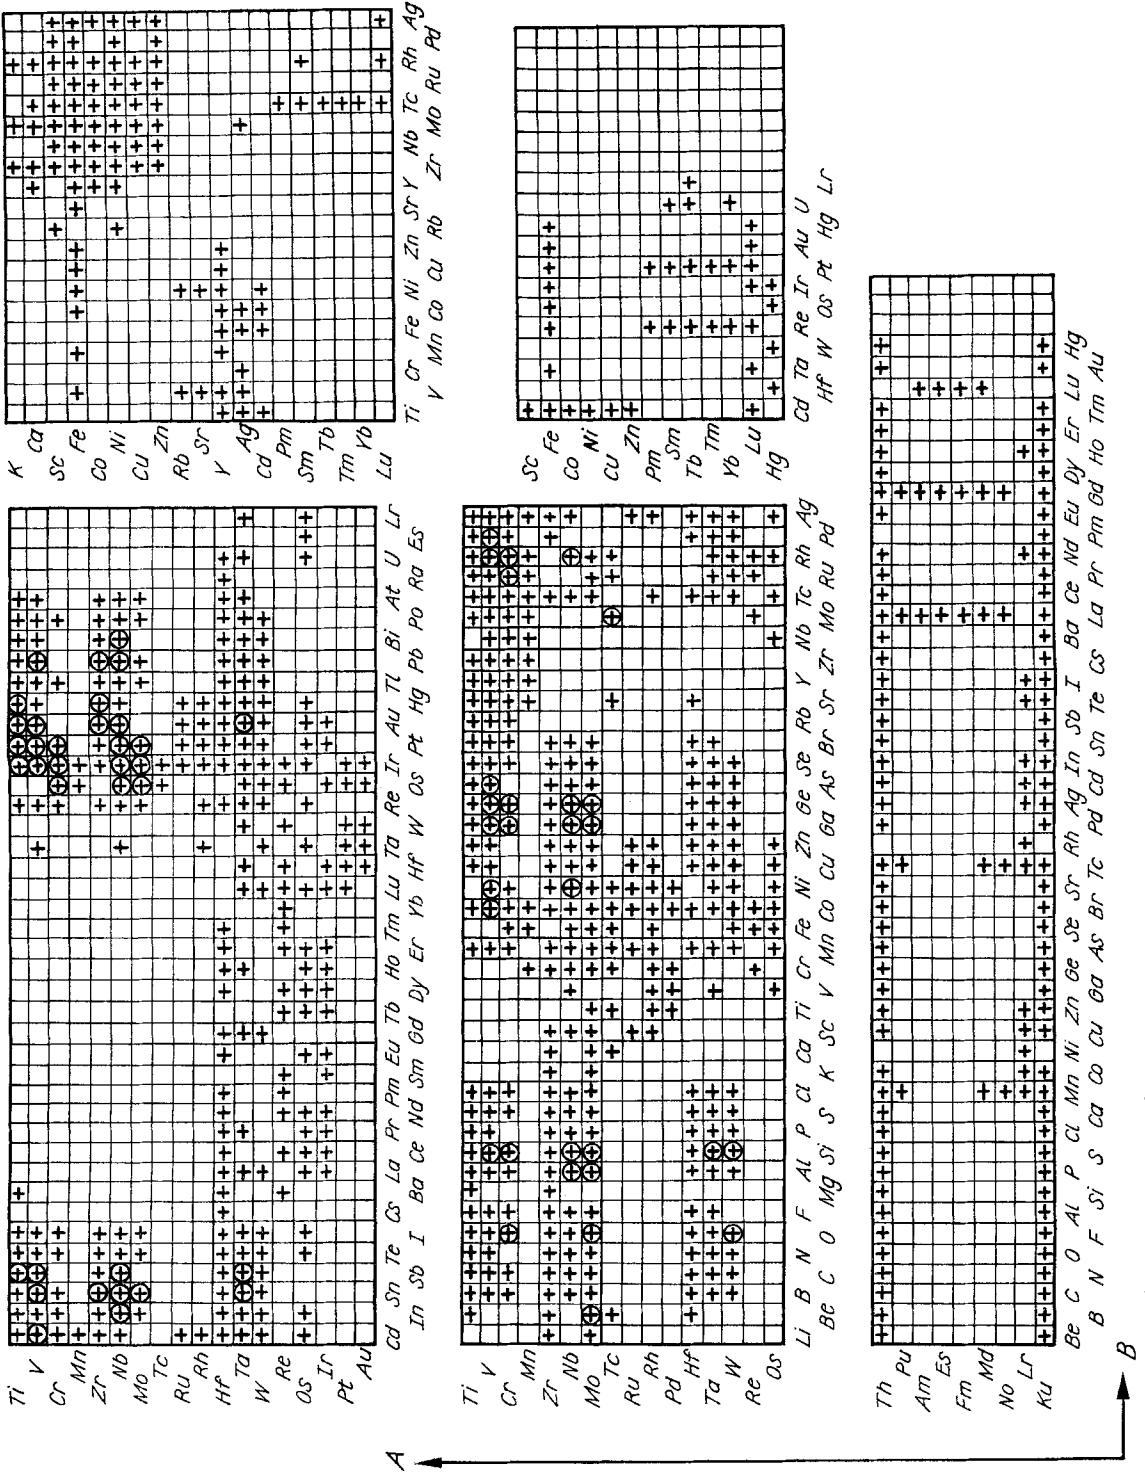 K
Ca
Sc
Fe
Co
Ni
Cu
Zn
Rb
Sr
Y
Ag
Cd
Pm
Sm
Tb
Tm
Yb
Lu
Ti Cr Fe Ni Zn Sr Y Nb Tc Rh Ag
V Mn Co Cu Rb Zr Mo Ru Pd
Sc
Fe
Co
Ni
Cu
Zn
Pm
Sm
Tb
Tm
Yb
Lu
Hg
Cd Ta Re Ir Au U
Hf W Os Pt Hg Lr
Ti
V
Cr
Mn
Zr
Nb
Mo
Tc
Ru
Rh
Hf
Ta
W
Re
Os
Ir
Pt
Au
Cd Sn Te Cs La Pr Pm Eu Tb Ho Tm Lu Ta Re Ir Au Tl Bi At U Lr
In Sb I Ba Ce Nd Sm Gd Dy Er Yb Hf W Os Pt Hg Pb Po Ra Es
Ti
V
Cr
Mn
Zr
Nb
Mo
Tc
Ru
Rh
Pd
Hf
Ta
W
Re
Os
Li B N F Al P Cl Ca Ti Cr Fe Ni Zn Ge Se Rb Y Nb Tc Rh Ag
Be C O Mg Si S K Sc V Mn Co Cu Ga As Br Sr Zr Mo Ru Pd
Th
Pu
Am
Es
Fm
Md
No
Lr
Ku
Be C O Al P Cl Mn Ni Zn Ge Se Sr Rh Ag In Sb I Ba Ce Nd Eu Dy Er Lu Hg
B N F Si S Ca Co Cu Ga As Br Tc Pd Cd Sn Te Cs La Pr Pm Gd Ho Tm Au
A
B